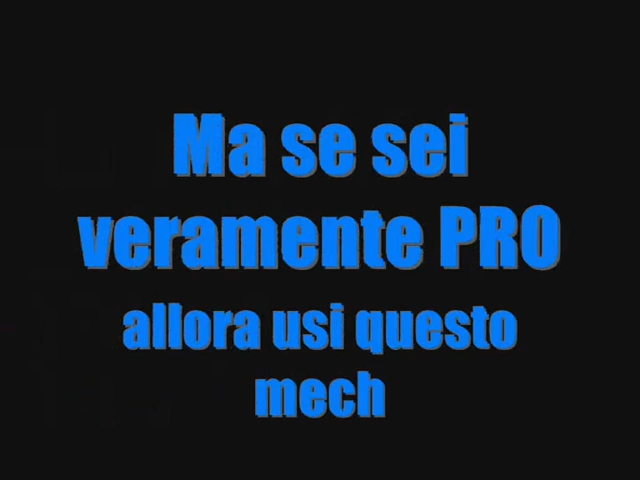 Ma se sei
veramente PRO
allora usi questo
mech